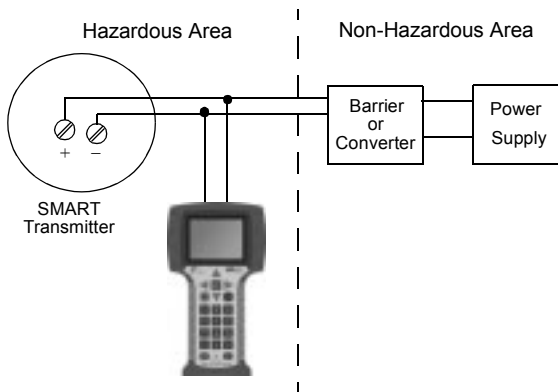 Hazardous Area
Non-Hazardous Area
Barrier
or
Converter
Power
Supply
+ −
SMART
Transmitter